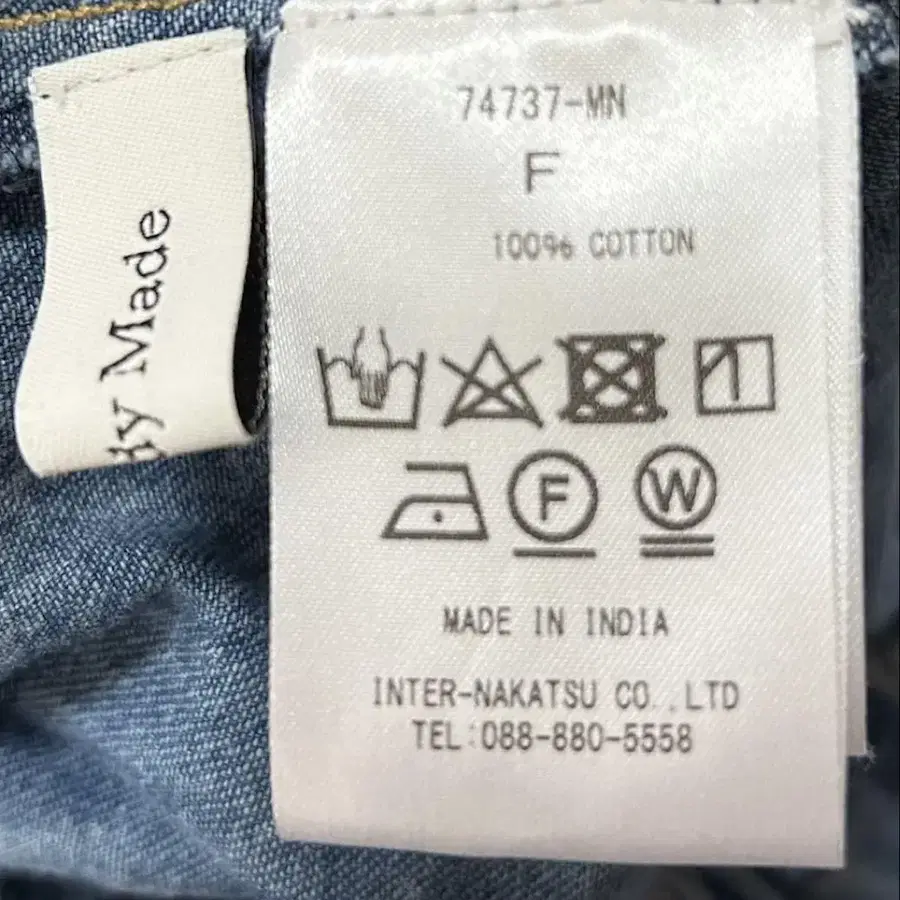 Made
74737-MN
F
100% COTTON
F
W
MADE IN INDIA
INTER-NAKATSU CO.,LTD
TEL:088-880-5558